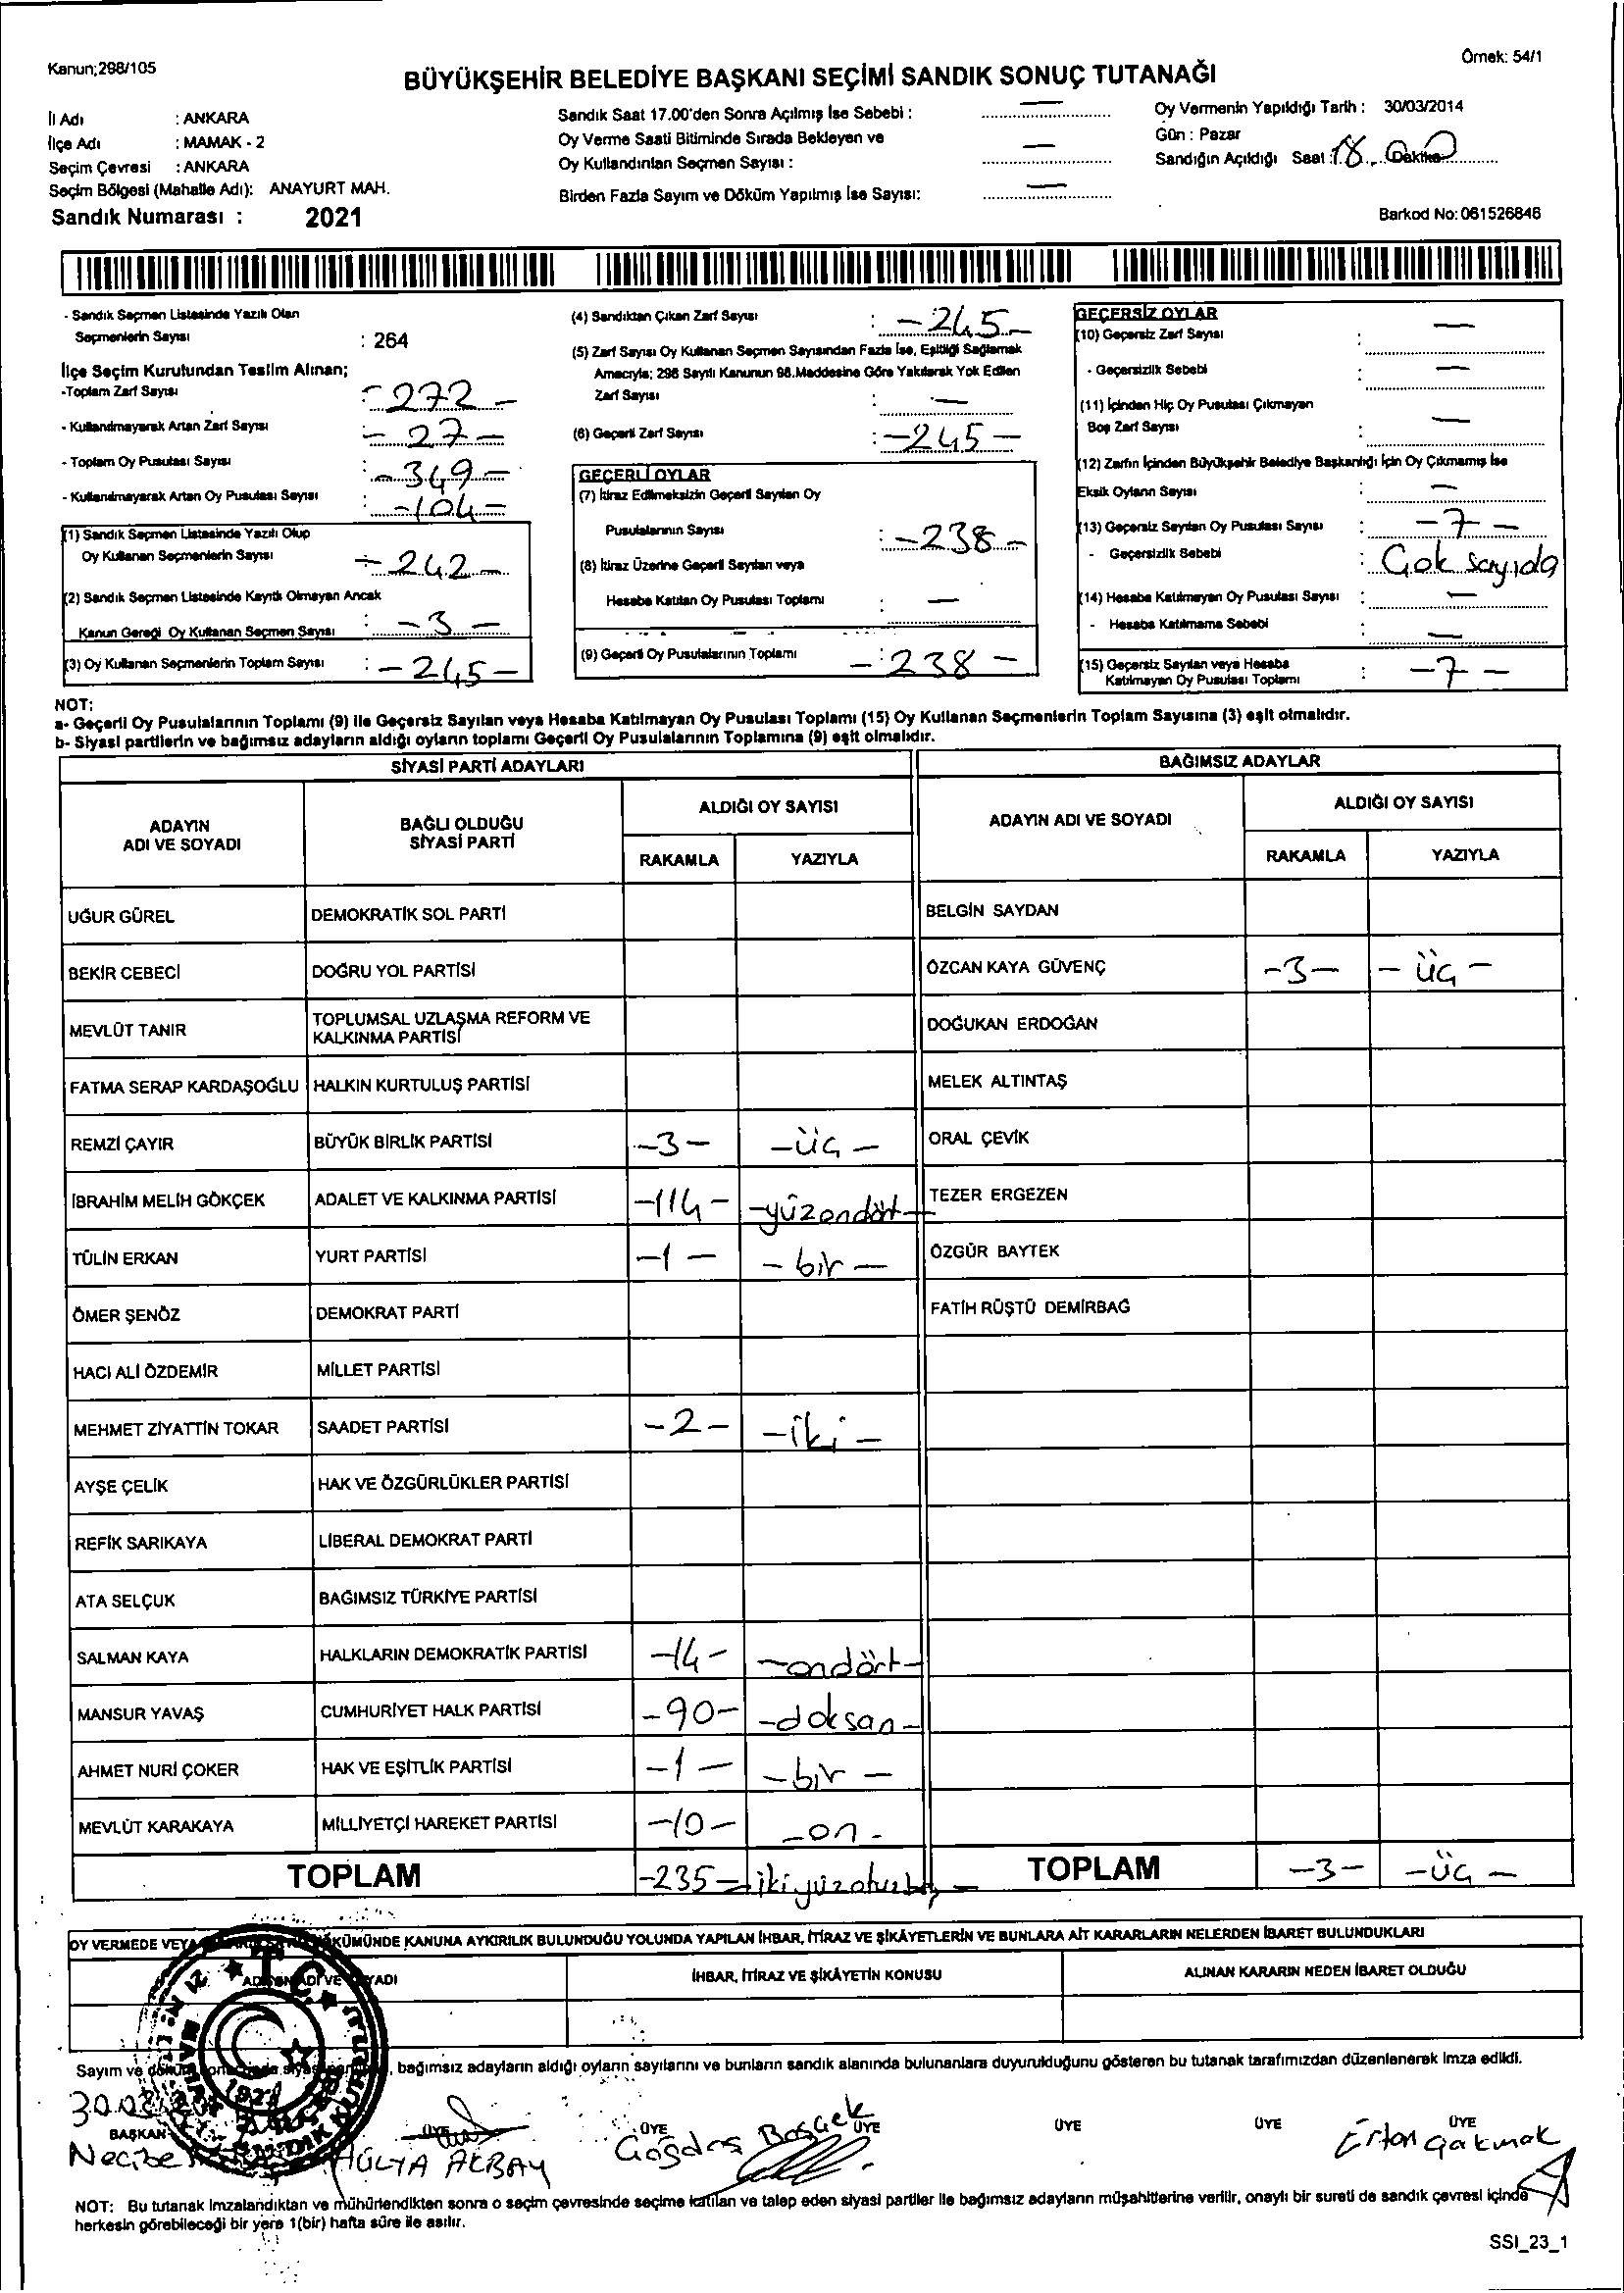 Kanun;298/105
Örnek: 54/1
BÜYÜKŞEHİR BELEDİYE BAŞKANI SEÇİMİ SANDIK SONUÇ TUTANAĞI
İl Adı : ANKARA
İlçe Adı : MAMAK - 2
Seçim Çevresi : ANKARA
Seçim Bölgesi (Mahalle Adı): ANAYURT MAH.
Sandık Numarası : 2021
Sandık Saat 17.00'den Sonra Açılmış İse Sebebi : —
Oy Verme Saati Bitiminde Sırada Bekleyen ve
Oy Kullandırılan Seçmen Sayısı : —
Birden Fazla Sayım ve Döküm Yapılmış İse Sayısı: —
Oy Vermenin Yapıldığı Tarih : 30/03/2014
Gün : Pazar
Sandığın Açıldığı Saat : 18.. Dakika 00
Barkod No: 061526846
- Sandık Seçmen Listesinde Yazılı Olan
Seçmenlerin Sayısı : 264
İlçe Seçim Kurulundan Teslim Alınan;
-Toplam Zarf Sayısı : -272-
- Kullanılmayarak Artan Zarf Sayısı : -27-
- Toplam Oy Pusulası Sayısı : -349-
- Kullanılmayarak Artan Oy Pusulası Sayısı : -104-
(1) Sandık Seçmen Listesinde Yazılı Olup
Oy Kullanan Seçmenlerin Sayısı : -242-
(2) Sandık Seçmen Listesinde Kayıtlı Olmayan Ancak
Kanun Gereği Oy Kullanan Seçmen Sayısı : -3-
(3) Oy Kullanan Seçmenlerin Toplam Sayısı : -245-
(4) Sandıktan Çıkan Zarf Sayısı : -245-
(5) Zarf Sayısı Oy Kullanan Seçmen Sayısından Fazla İse, Eşitliği Sağlamak
Amacıyla; 298 Sayılı Kanunun 98.Maddesine Göre Yakılarak Yok Edilen
Zarf Sayısı : —
(6) Geçerli Zarf Sayısı : -245-
GEÇERLİ OYLAR
(7) İtiraz Edilmeksizin Geçerli Sayılan Oy
Pusulalarının Sayısı : -238-
(8) İtiraz Üzerine Geçerli Sayılan veya
Hesaba Katılan Oy Pusulası Toplamı : —
(9) Geçerli Oy Pusulalarının Toplamı : -238-
GEÇERSİZ OYLAR
(10) Geçersiz Zarf Sayısı : —
- Geçersizlik Sebebi : —
(11) İçinden Hiç Oy Pusulası Çıkmayan
Boş Zarf Sayısı : —
(12) Zarfın İçinden Büyükşehir Belediye Başkanlığı İçin Oy Çıkmamış İse
Eksik Oyların Sayısı : —
(13) Geçersiz Sayılan Oy Pusulası Sayısı : -7-
- Geçersizlik Sebebi : Çok sayıda
(14) Hesaba Katılmayan Oy Pusulası Sayısı : —
- Hesaba Katılmama Sebebi : —
(15) Geçersiz Sayılan veya Hesaba
Katılmayan Oy Pusulası Toplamı : -7-
NOT:
a- Geçerli Oy Pusulalarının Toplamı (9) ile Geçersiz Sayılan veya Hesaba Katılmayan Oy Pusulası Toplamı (15) Oy Kullanan Seçmenlerin Toplam Sayısına (3) eşit olmalıdır.
b- Siyasi partilerin ve bağımsız adayların aldığı oyların toplamı Geçerli Oy Pusulalarının Toplamına (9) eşit olmalıdır.
SİYASİ PARTİ ADAYLARI
ADAYIN
ADI VE SOYADI
BAĞLI OLDUĞU
SİYASİ PARTİ
ALDIĞI OY SAYISI
RAKAMLA YAZIYLA
UĞUR GÜREL DEMOKRATİK SOL PARTİ
BEKİR CEBECİ DOĞRU YOL PARTİSİ
MEVLÜT TANIR TOPLUMSAL UZLAŞMA REFORM VE
KALKINMA PARTİSİ
FATMA SERAP KARDAŞOĞLU HALKIN KURTULUŞ PARTİSİ
REMZİ ÇAYIR BÜYÜK BİRLİK PARTİSİ -3- -üç-
İBRAHİM MELİH GÖKÇEK ADALET VE KALKINMA PARTİSİ -114- -yüzondört-
TÜLİN ERKAN YURT PARTİSİ -1- -bir-
ÖMER ŞENÖZ DEMOKRAT PARTİ
HACI ALİ ÖZDEMİR MİLLET PARTİSİ
MEHMET ZİYATTİN TOKAR SAADET PARTİSİ -2- -iki-
AYŞE ÇELİK HAK VE ÖZGÜRLÜKLER PARTİSİ
REFİK SARIKAYA LİBERAL DEMOKRAT PARTİ
ATA SELÇUK BAĞIMSIZ TÜRKİYE PARTİSİ
SALMAN KAYA HALKLARIN DEMOKRATİK PARTİSİ -14- -ondört-
MANSUR YAVAŞ CUMHURİYET HALK PARTİSİ -90- -doksan-
AHMET NURİ ÇOKER HAK VE EŞİTLİK PARTİSİ -1- -bir-
MEVLÜT KARAKAYA MİLLİYETÇİ HAREKET PARTİSİ -10- -on-
TOPLAM -235- ikiyüzotuzbeş-
BAĞIMSIZ ADAYLAR
ADAYIN ADI VE SOYADI
ALDIĞI OY SAYISI
RAKAMLA YAZIYLA
BELGİN SAYDAN
ÖZCAN KAYA GÜVENÇ -3- -üç-
DOĞUKAN ERDOĞAN
MELEK ALTINTAŞ
ORAL ÇEVİK
TEZER ERGEZEN
ÖZGÜR BAYTEK
FATİH RÜŞTÜ DEMİRBAĞ
TOPLAM -3- -üç-
OY VERMEDE VEYA KÜMÜNDE KANUNA AYKIRILIK BULUNDUĞU YOLUNDA YAPILAN İHBAR, İTİRAZ VE ŞİKÂYETLERİN VE BUNLARA AİT KARARLARIN NELERDEN İBARET BULUNDUKLARI
ADI VE SOYADI İHBAR, İTİRAZ VE ŞİKÂYETİN KONUSU ALINAN KARARIN NEDEN İBARET OLDUĞU
T.C.
Sayım ve döküm bağımsız adayların aldığı oyların sayılarını ve bunların sandık alanında bulunanlara duyurulduğunu gösteren bu tutanak tarafımızdan düzenlenerek imza edildi.
30.03.
BAŞKAN ÜYE ÜYE ÜYE ÜYE ÜYE ÜYE
Necibe HÜLYA AKBAY Çağdaş Ertan Çakmak
NOT: Bu tutanak imzalandıktan ve mühürlendikten sonra o seçim çevresinde seçime katılan ve talep eden siyasi partiler ile bağımsız adayların müşahitlerine verilir, onaylı bir sureti de sandık çevresi içinde
herkesin görebileceği bir yere 1(bir) hafta süre ile asılır.
SSI_23_1